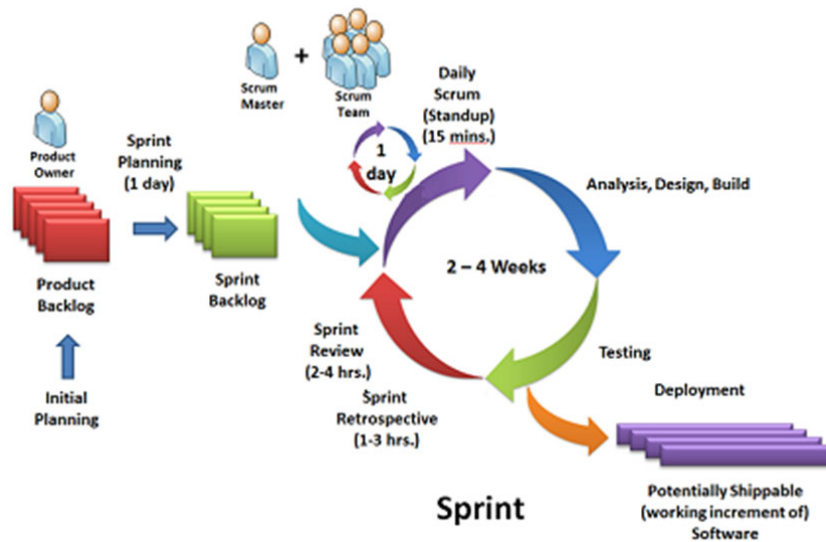 Scrum
Master
+
Scrum
Team
Daily
Scrum
(Standup)
(15 mins.)
Product
Owner
Sprint
Planning
(1 day)
1
day
Analysis, Design, Build
2 – 4 Weeks
Product
Backlog
Sprint
Backlog
Initial
Planning
Sprint
Review
(2-4 hrs.)
Sprint
Retrospective
(1-3 hrs.)
Testing
Deployment
Potentially Shippable
(working increment of)
Software
Sprint